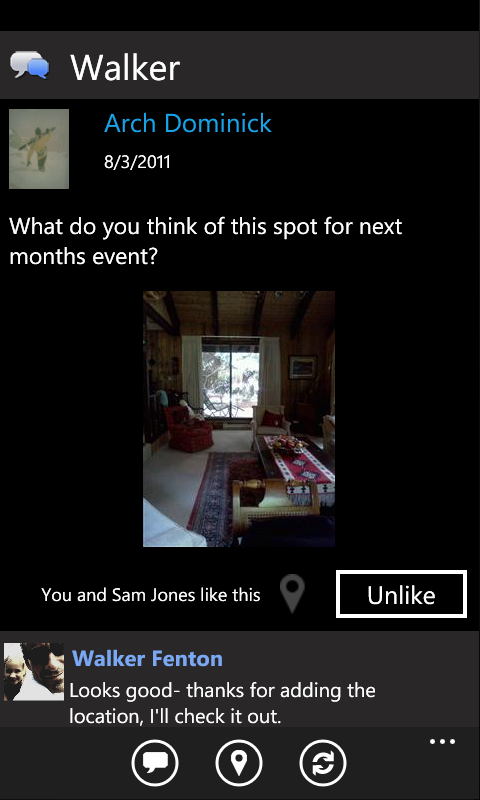 Walker
Arch Dominick
8/3/2011
What do you think of this spot for next
months event?
You and Sam Jones like this
Unlike
Walker Fenton
Looks good- thanks for adding the
location, I'll check it out.